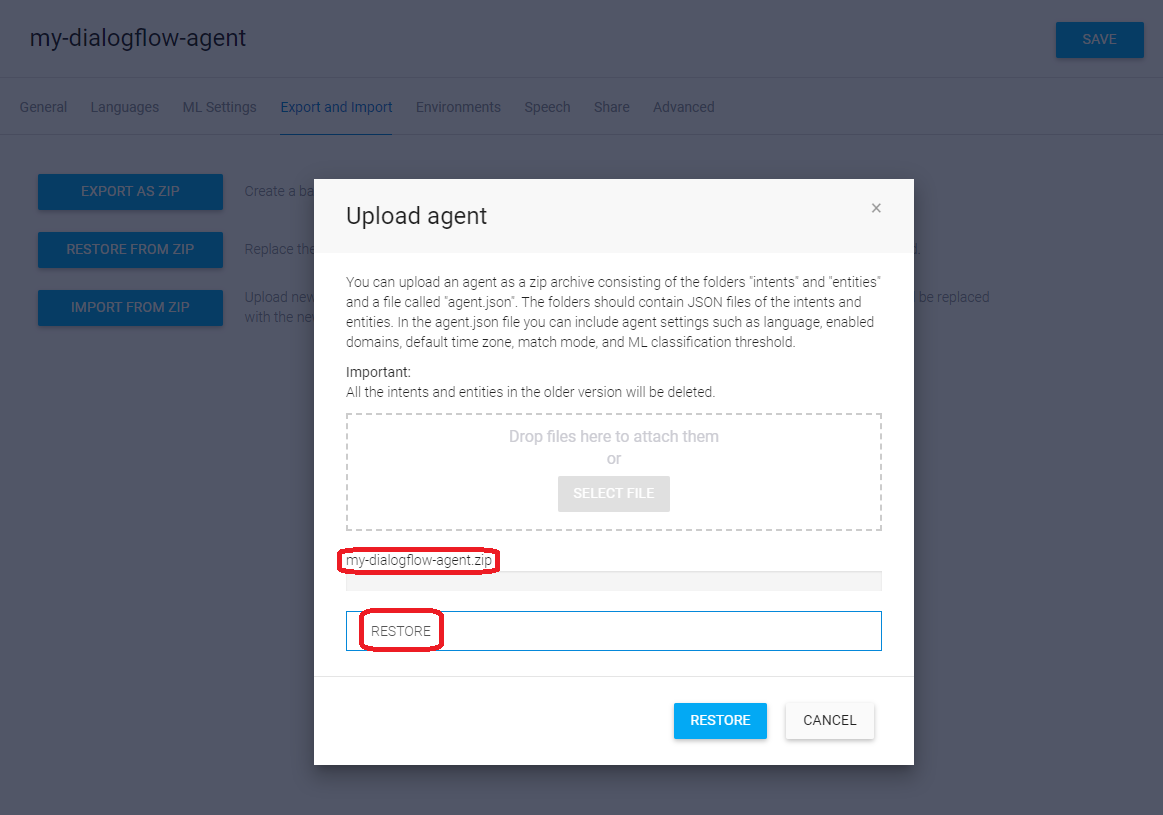 my-dialogflow-agent
SAVE
General Languages ML Settings Export and Import Environments Speech Share Advanced
EXPORT AS ZIP
Create a ba
RESTORE FROM ZIP
Replace the
IMPORT FROM ZIP
Upload new
be replaced
with the ne
Upload agent
×
You can upload an agent as a zip archive consisting of the folders "intents" and "entities"
and a file called "agent.json". The folders should contain JSON files of the intents and
entities. In the agent.json file you can include agent settings such as language, enabled
domains, default time zone, match mode, and ML classification threshold.
Important:
All the intents and entities in the older version will be deleted.
Drop files here to attach them
or
SELECT FILE
my-dialogflow-agent.zip
RESTORE
RESTORE
CANCEL